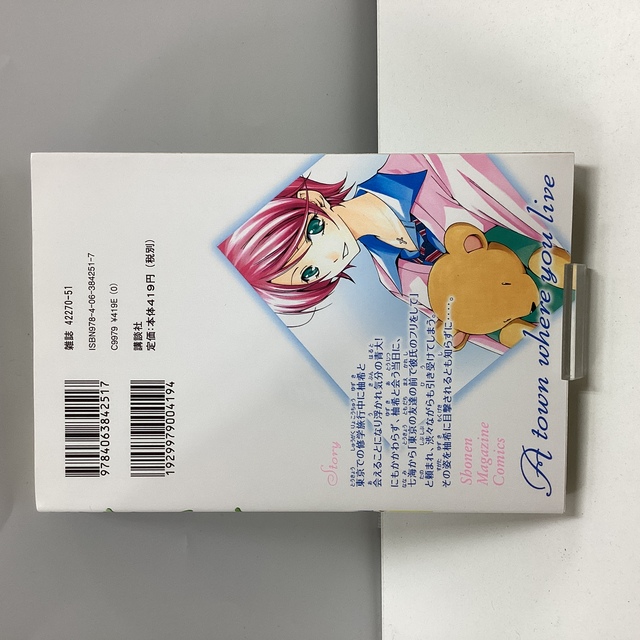 A town where you live
Shonen
Magazine
Comics
Story
東京での修学旅行中に柚希と
会えることになり浮かれ気分の青大!
にもかかわらず、柚希と会う当日に、
七海から「東京の友達の前で彼氏のフリをして」
と頼まれ、渋々ながらも引き受けてしまう。
その姿を柚希に目撃されるとも知らずに……。
雑誌 42270-51
ISBN978-4-06-384251-7
C9979 ¥419E (0)
講談社
定価:本体419円(税別)
9784063842517
1929979004194